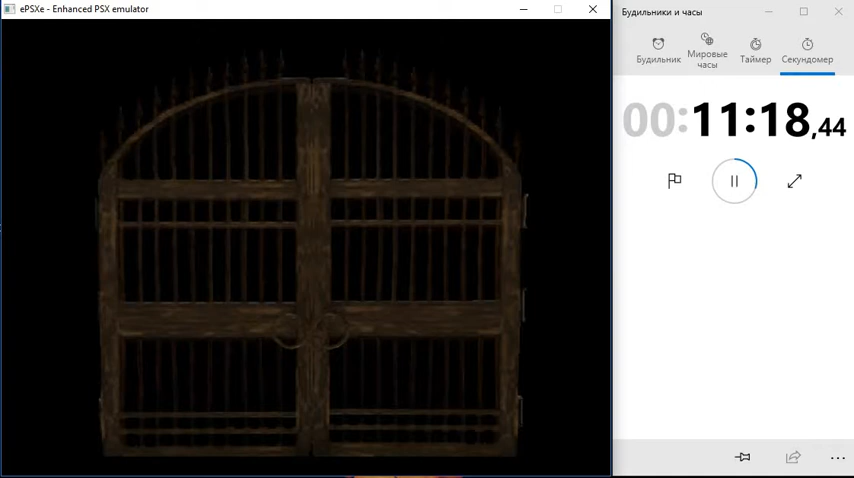 ePSXe - Enhanced PSX emulator
Будильники и часы
Будильник
Мировые
часы
Таймер
Секундомер
00:11:18,44